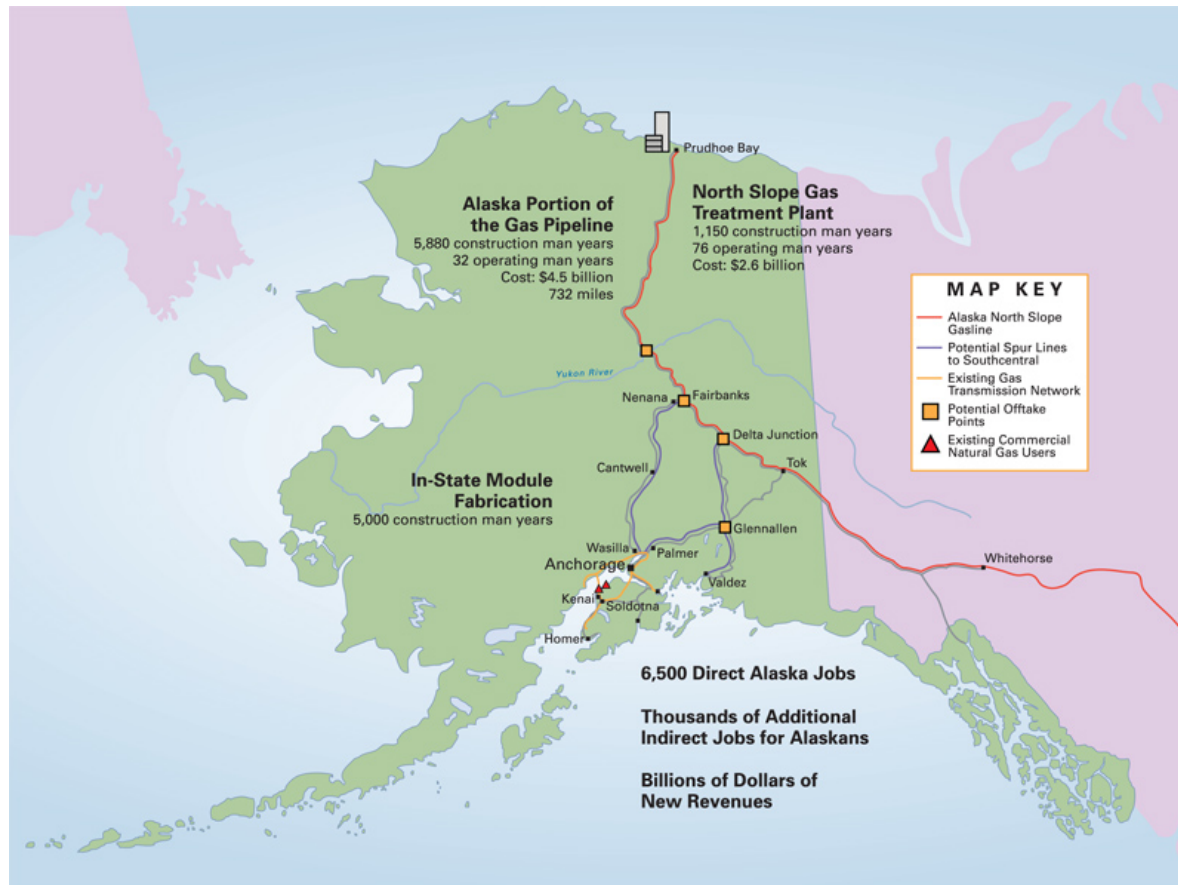 Prudhoe Bay
Alaska Portion of
the Gas Pipeline
5,880 construction man years
32 operating man years
Cost: $4.5 billion
732 miles
North Slope Gas
Treatment Plant
1,150 construction man years
76 operating man years
Cost: $2.6 billion
MAP KEY
Alaska North Slope
Gasline
Potential Spur Lines
to Southcentral
Existing Gas
Transmission Network
Potential Offtake
Points
Existing Commercial
Natural Gas Users
Yukon River
Nenana
Fairbanks
Delta Junction
Cantwell
Tok
In-State Module
Fabrication
5,000 construction man years
Glennallen
Wasilla
Palmer
Anchorage
Whitehorse
Valdez
Kenai
Soldotna
Homer
6,500 Direct Alaska Jobs
Thousands of Additional
Indirect Jobs for Alaskans
Billions of Dollars of
New Revenues